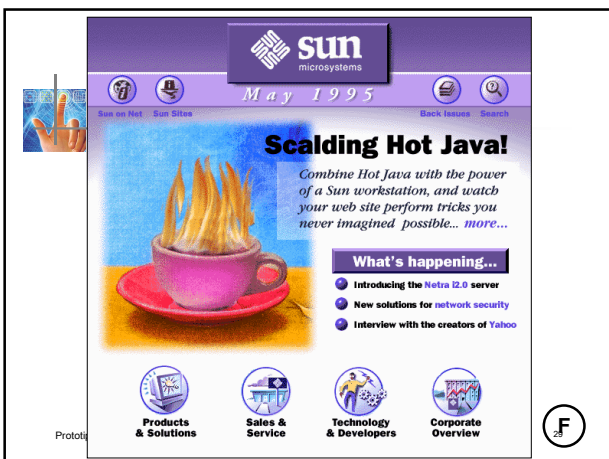 sun
microsystems
May 1995
Sun on Net
Sun Sites
Back Issues
Search
Scalding Hot Java!
Combine Hot Java with the power
of a Sun workstation, and watch
your web site perform tricks you
never imagined possible... more...
What's happening...
Introducing the Netra i2.0 server
New solutions for network security
Interview with the creators of Yahoo
Products
& Solutions
Sales &
Service
Technology
& Developers
Corporate
Overview
Prototip
29
F